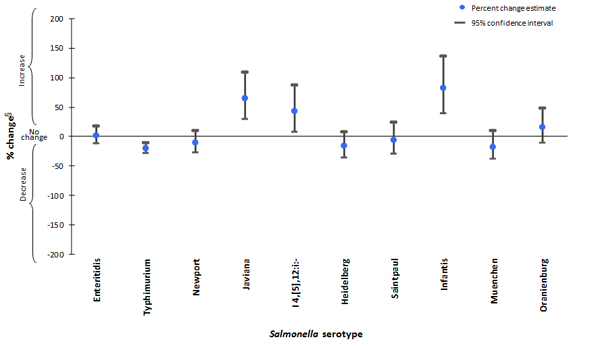 Percent change estimate
95% confidence interval
200
150
100
50
0
-50
-100
-150
-200
Increase
No
change
Decrease
% change§
Enteritidis
Typhimurium
Newport
Javiana
I 4,[5],12:i:-
Heidelberg
Saintpaul
Infantis
Muenchen
Oranienburg
Salmonella serotype